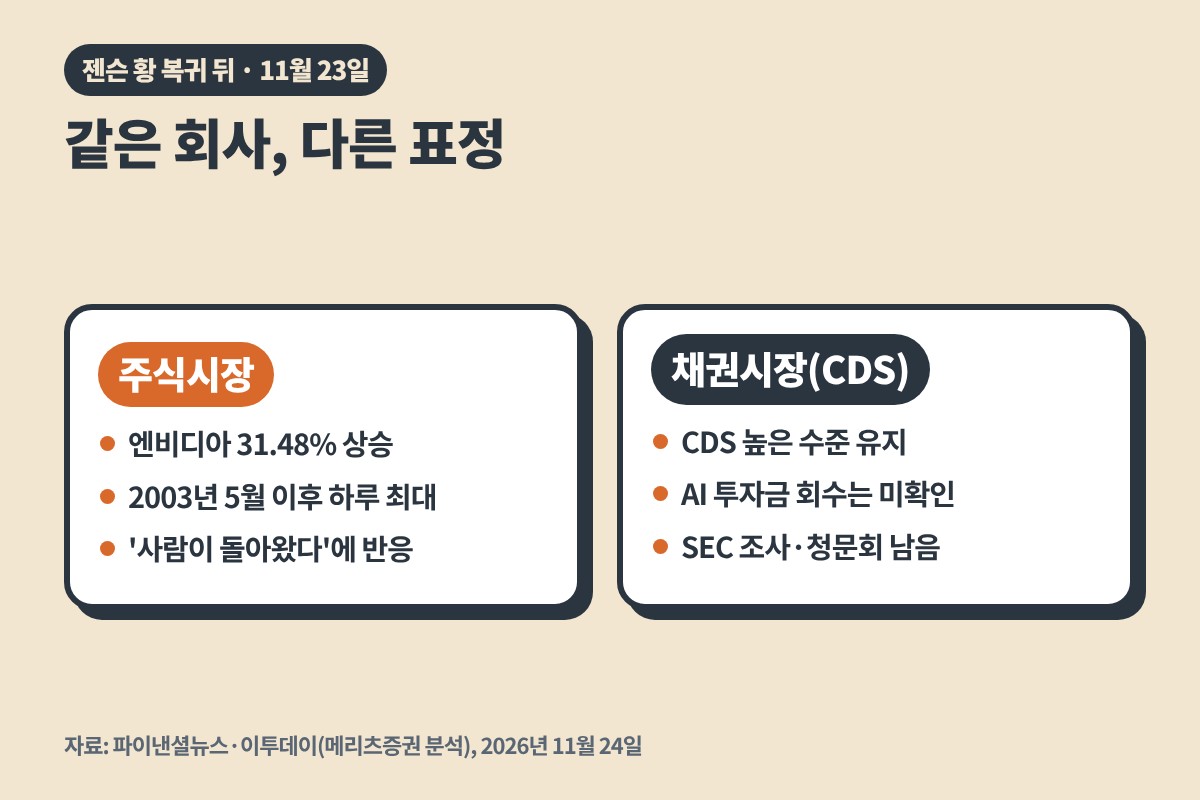 젠슨 황 복귀 뒤 · 11월 23일
같은 회사, 다른 표정
주식시장
엔비디아 31.48% 상승
2003년 5월 이후 하루 최대
'사람이 돌아왔다'에 반응
채권시장(CDS)
CDS 높은 수준 유지
AI 투자금 회수는 미확인
SEC 조사·청문회 남음
자료: 파이낸셜뉴스·이투데이(메리츠증권 분석), 2026년 11월 24일